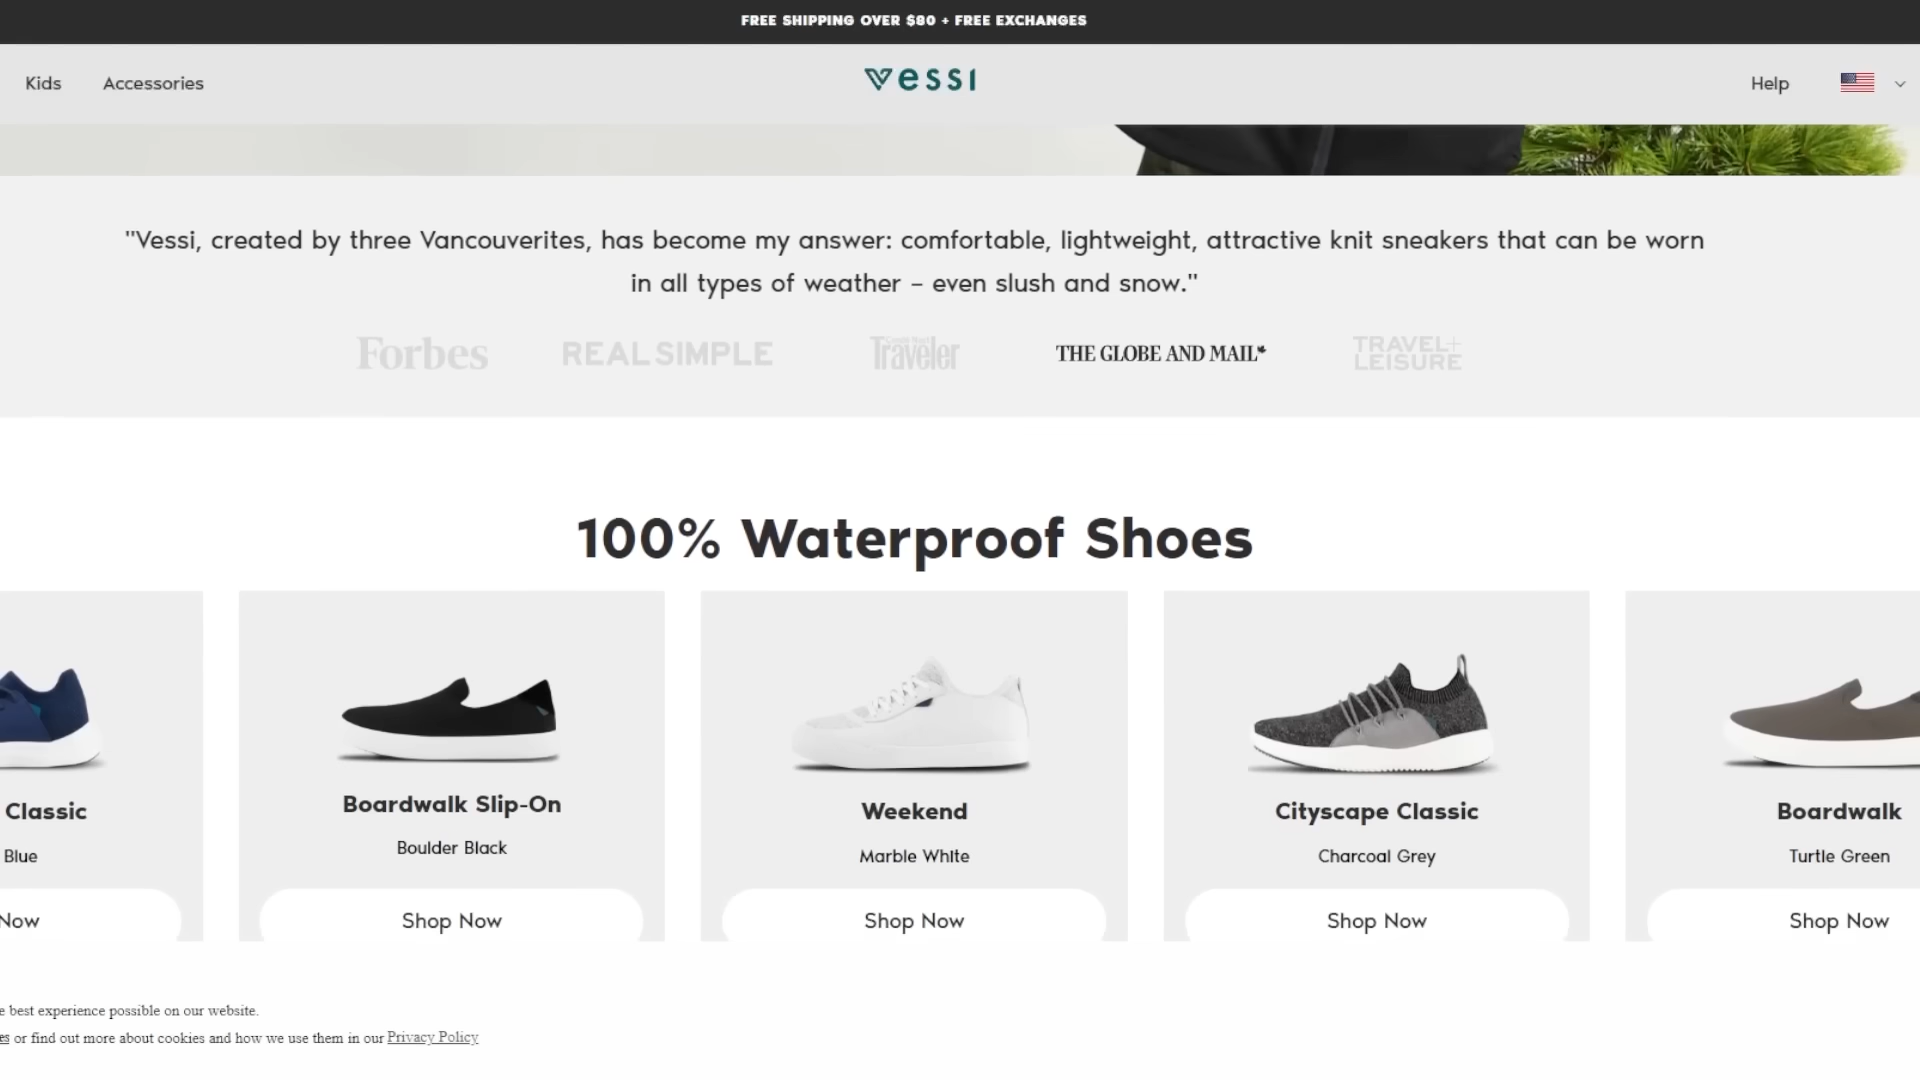 FREE SHIPPING OVER $80 + FREE EXCHANGES
Kids
Accessories
vessi
Help
"Vessi, created by three Vancouverites, has become my answer: comfortable, lightweight, attractive knit sneakers that can be worn
in all types of weather – even slush and snow."
Forbes
REAL SIMPLE
Traveler
THE GLOBE AND MAIL
TRAVEL+
LEISURE
100% Waterproof Shoes
Classic
Blue
Now
Boardwalk Slip-On
Boulder Black
Shop Now
Weekend
Marble White
Shop Now
Cityscape Classic
Charcoal Grey
Shop Now
Boardwalk
Turtle Green
Shop Now
e best experience possible on our website.
es or find out more about cookies and how we use them in our Privacy Policy